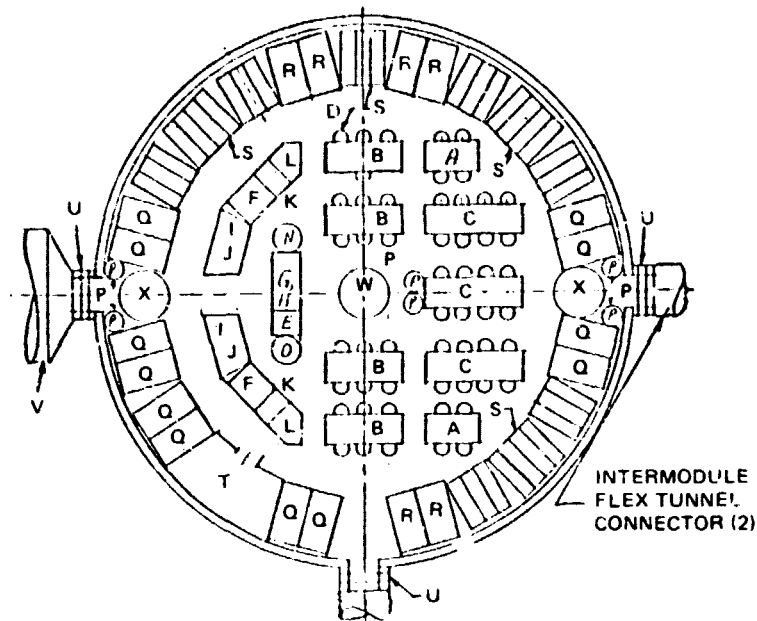 R R R R
D S
B A
S L S
F K
Q I B C Q
U Q J N P Q U
P P
P X G W P C X P
P H P P
E
Q I O Q
Q J F K B C Q
V Q L B A S
Q T
Q Q R R
INTERMODULE
FLEX TUNNEL
CONNECTOR (2)
U